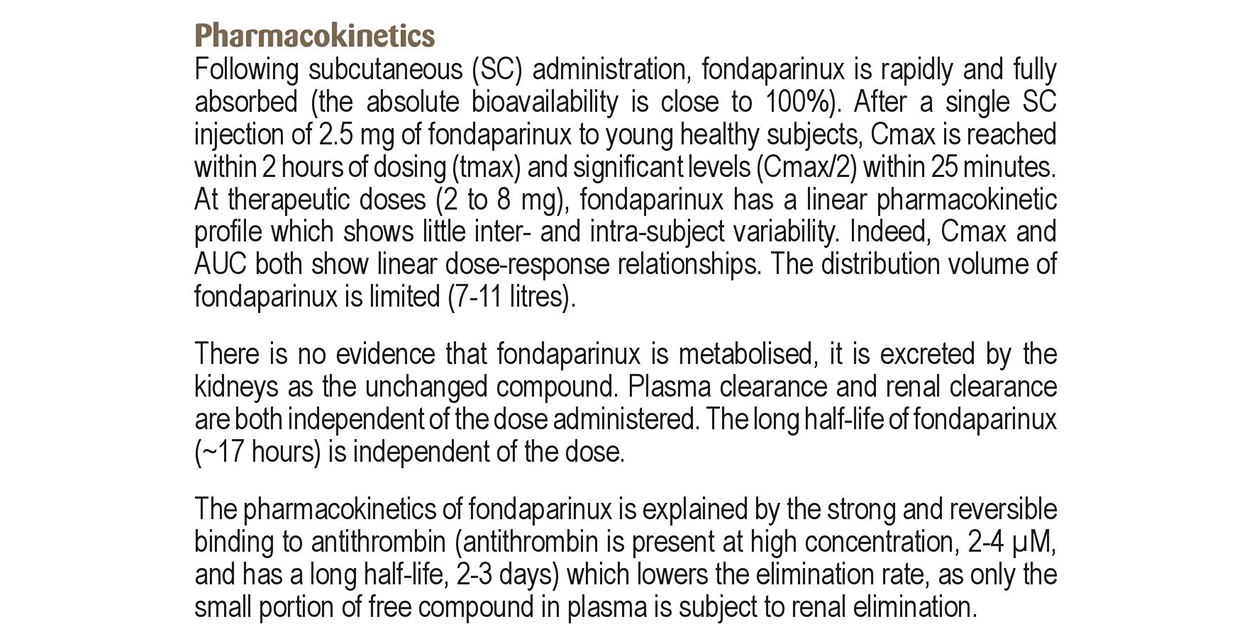 Pharmacokinetics
Following subcutaneous (SC) administration, fondaparinux is rapidly and fully
absorbed (the absolute bioavailability is close to 100%). After a single SC
injection of 2.5 mg of fondaparinux to young healthy subjects, Cmax is reached
within 2 hours of dosing (tmax) and significant levels (Cmax/2) within 25 minutes.
At therapeutic doses (2 to 8 mg), fondaparinux has a linear pharmacokinetic
profile which shows little inter- and intra-subject variability. Indeed, Cmax and
AUC both show linear dose-response relationships. The distribution volume of
fondaparinux is limited (7-11 litres).
There is no evidence that fondaparinux is metabolised, it is excreted by the
kidneys as the unchanged compound. Plasma clearance and renal clearance
are both independent of the dose administered. The long half-life of fondaparinux
(~17 hours) is independent of the dose.
The pharmacokinetics of fondaparinux is explained by the strong and reversible
binding to antithrombin (antithrombin is present at high concentration, 2-4 µM,
and has a long half-life, 2-3 days) which lowers the elimination rate, as only the
small portion of free compound in plasma is subject to renal elimination.